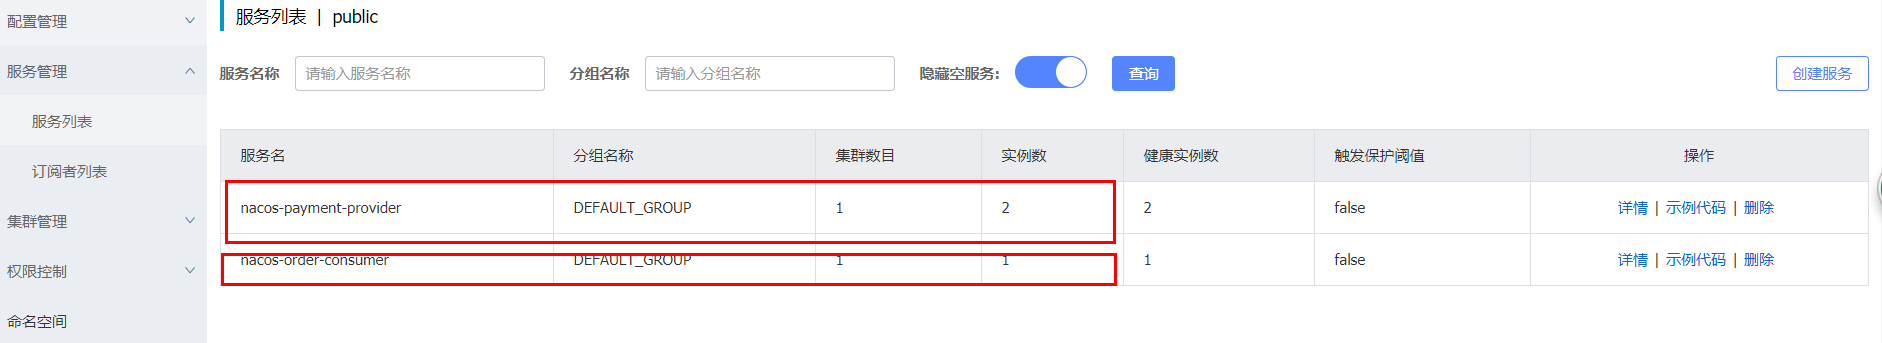 配置管理
服务管理
服务列表
订阅者列表
集群管理
权限控制
命名空间
服务列表 | public
服务名称 请输入服务名称 分组名称 请输入分组名称 隐藏空服务: 查询 创建服务
服务名 分组名称 集群数目 实例数 健康实例数 触发保护阈值 操作
nacos-payment-provider DEFAULT_GROUP 1 2 2 false 详情 | 示例代码 | 删除
nacos-order-consumer DEFAULT_GROUP 1 1 1 false 详情 | 示例代码 | 删除